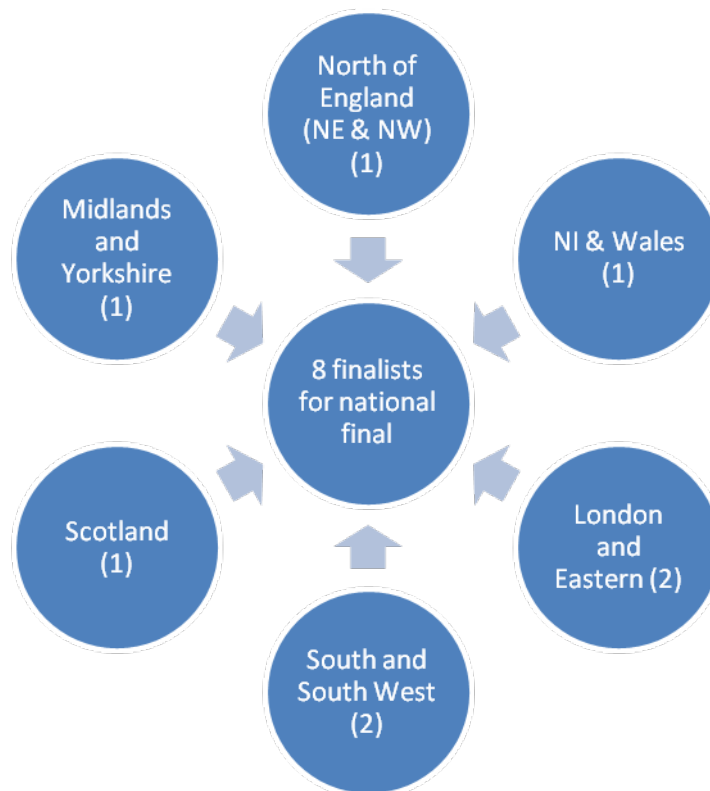 North of
England
(NE & NW)
(1)
Midlands
and
Yorkshire
(1)
NI & Wales
(1)
8 finalists
for national
final
Scotland
(1)
London
and
Eastern (2)
South and
South West
(2)